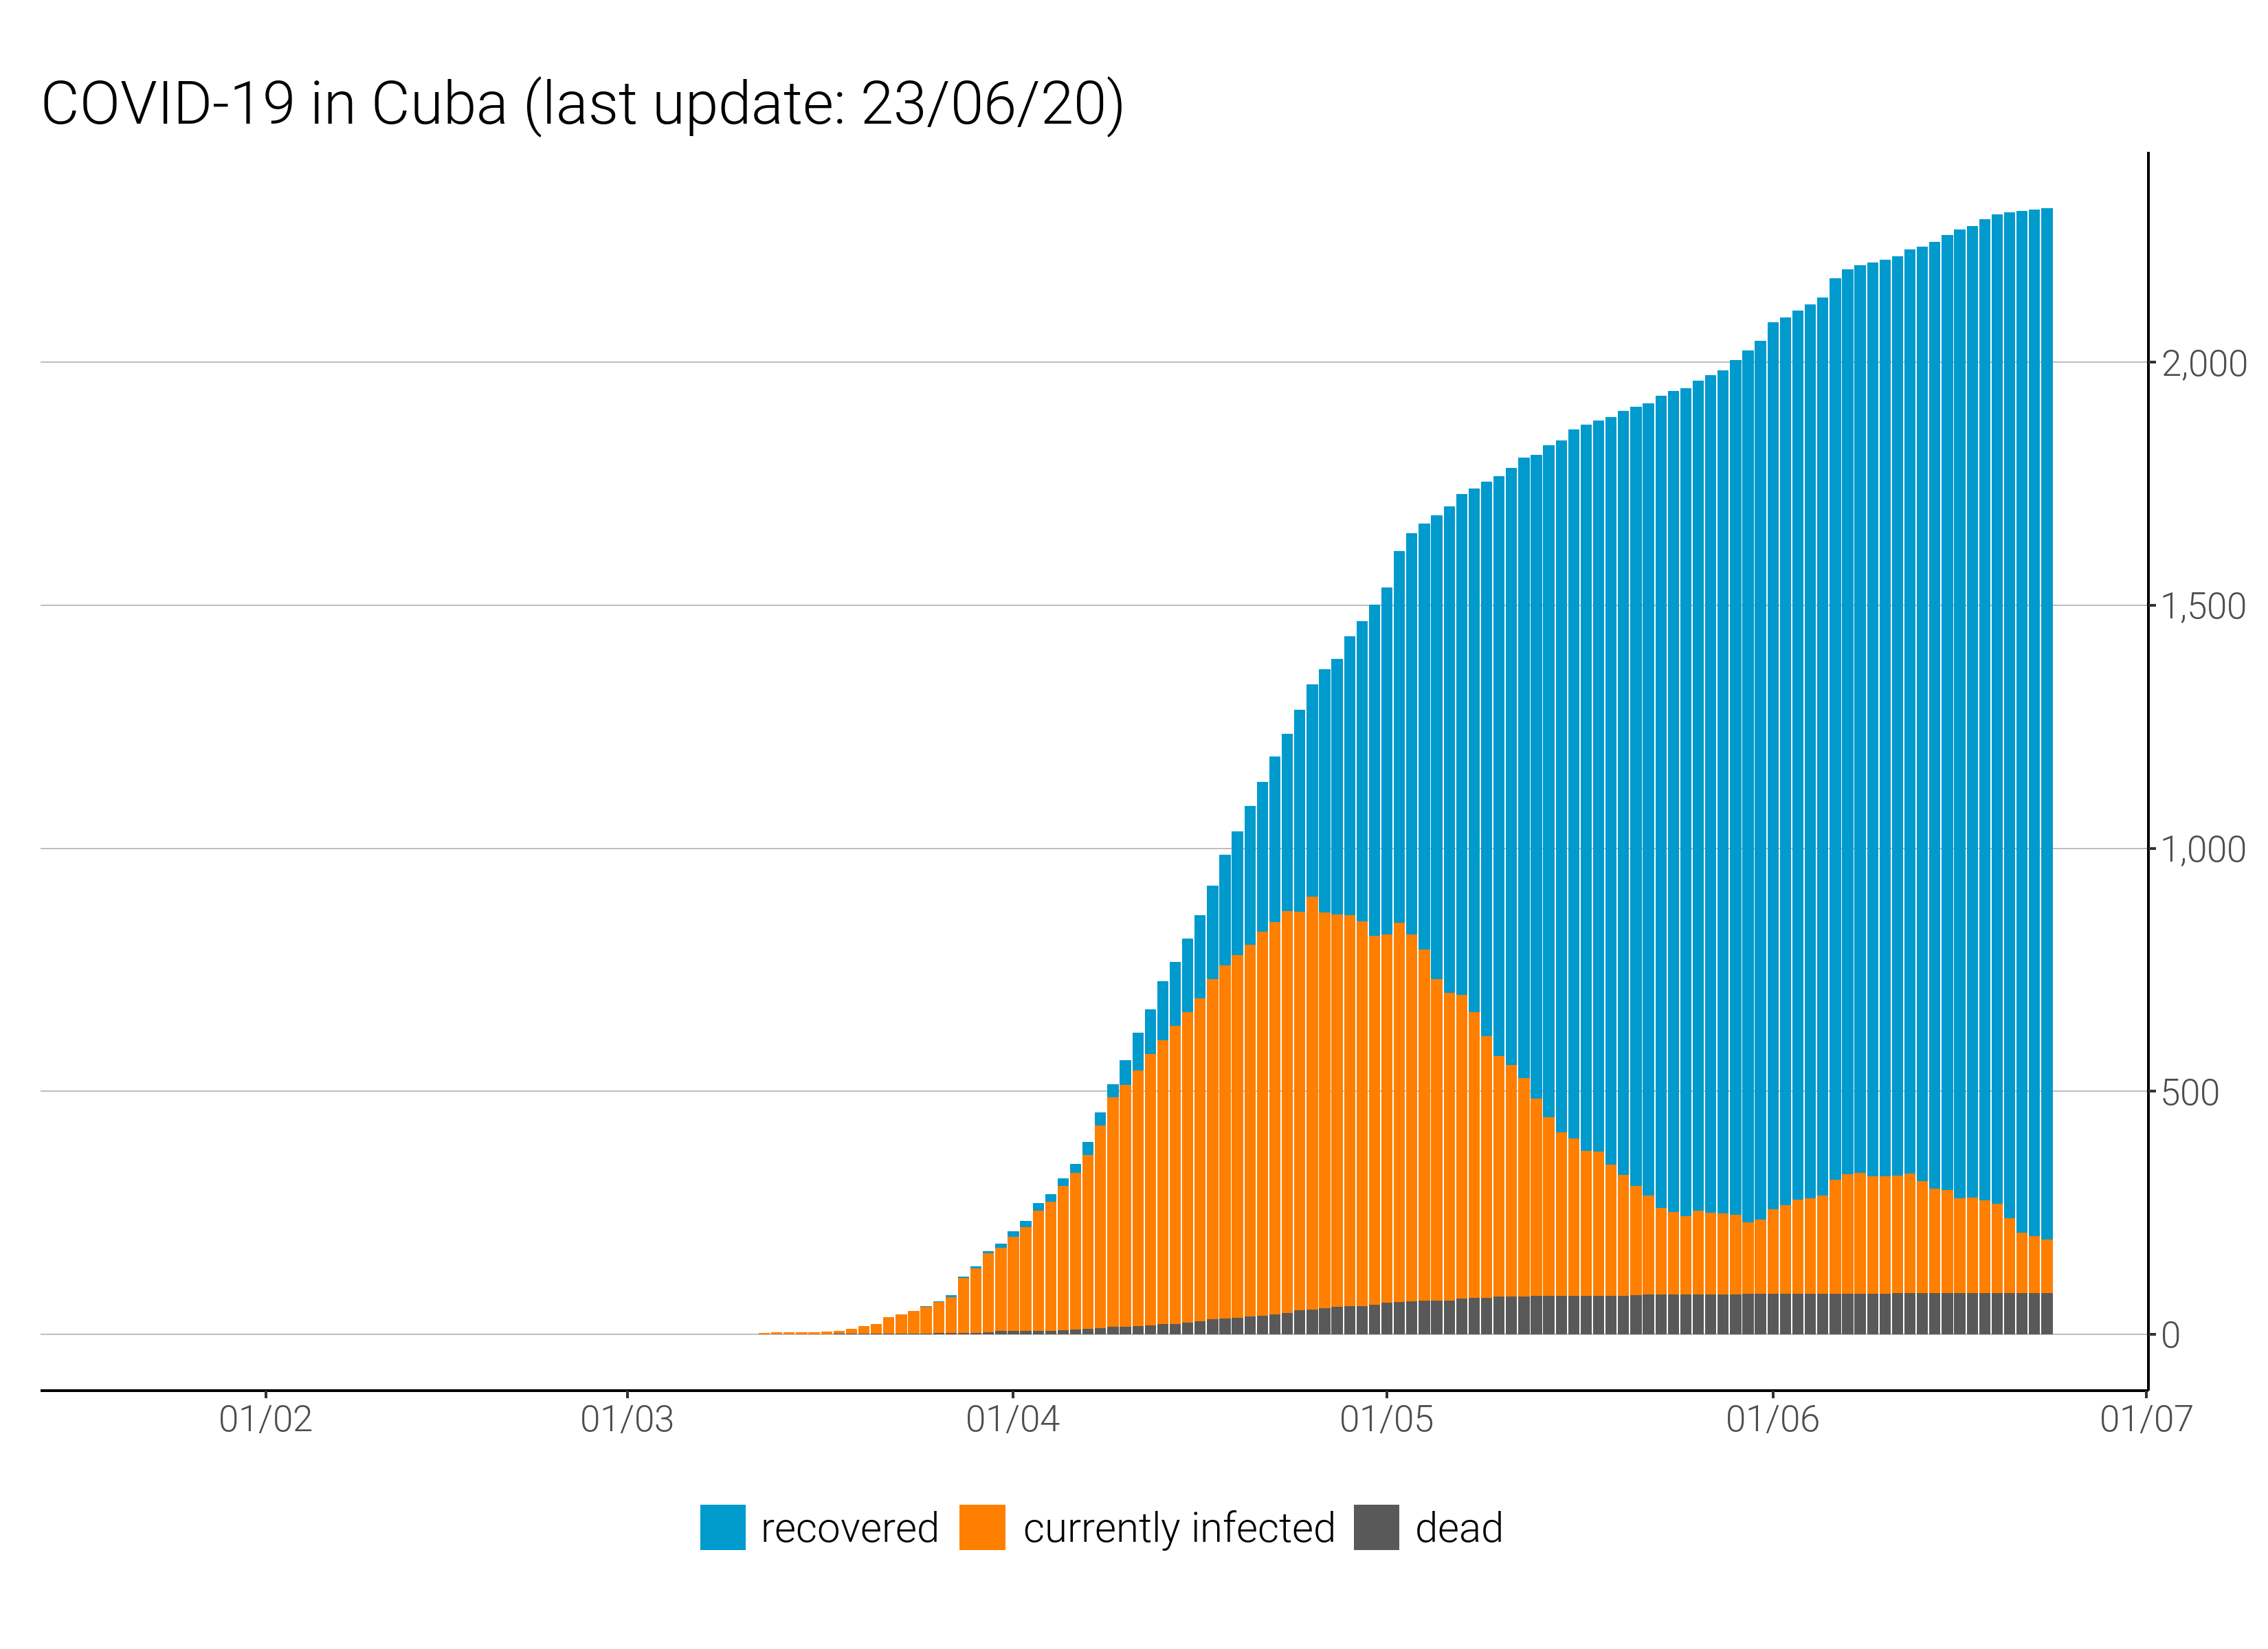 COVID-19 in Cuba (last update: 23/06/20)
2,000
1,500
1,000
500
0
01/02 01/03 01/04 01/05 01/06 01/07
recovered currently infected dead